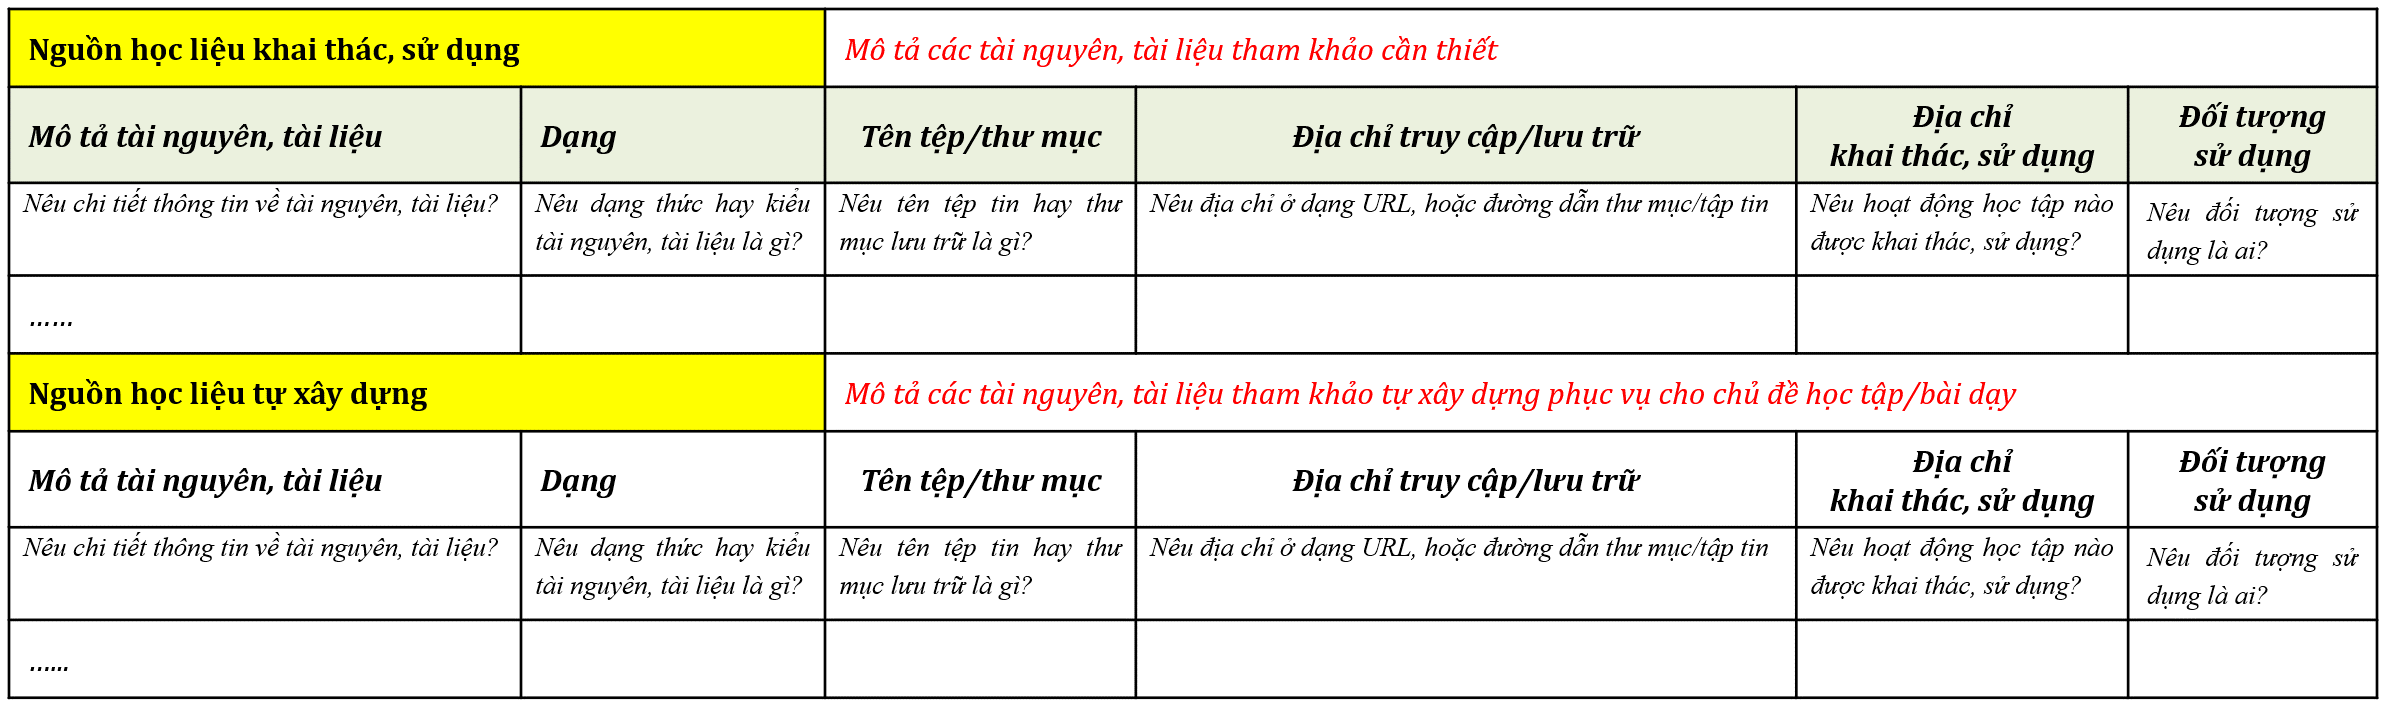 Nguồn học liệu khai thác, sử dụng
Mô tả các tài nguyên, tài liệu tham khảo cần thiết
Mô tả tài nguyên, tài liệu
Dạng
Tên tệp/thư mục
Địa chỉ truy cập/lưu trữ
Địa chỉ
khai thác, sử dụng
Đối tượng
sử dụng
Nêu chi tiết thông tin về tài nguyên, tài liệu?
Nêu dạng thức hay kiểu
tài nguyên, tài liệu là gì?
Nêu tên tệp tin hay thư
mục lưu trữ là gì?
Nêu địa chỉ ở dạng URL, hoặc đường dẫn thư mục/tập tin
Nêu hoạt động học tập nào
được khai thác, sử dụng?
Nêu đối tượng sử
dụng là ai?
......
Nguồn học liệu tự xây dựng
Mô tả các tài nguyên, tài liệu tham khảo tự xây dựng phục vụ cho chủ đề học tập/bài dạy
Mô tả tài nguyên, tài liệu
Dạng
Tên tệp/thư mục
Địa chỉ truy cập/lưu trữ
Địa chỉ
khai thác, sử dụng
Đối tượng
sử dụng
Nêu chi tiết thông tin về tài nguyên, tài liệu?
Nêu dạng thức hay kiểu
tài nguyên, tài liệu là gì?
Nêu tên tệp tin hay thư
mục lưu trữ là gì?
Nêu địa chỉ ở dạng URL, hoặc đường dẫn thư mục/tập tin
Nêu hoạt động học tập nào
được khai thác, sử dụng?
Nêu đối tượng sử
dụng là ai?
......